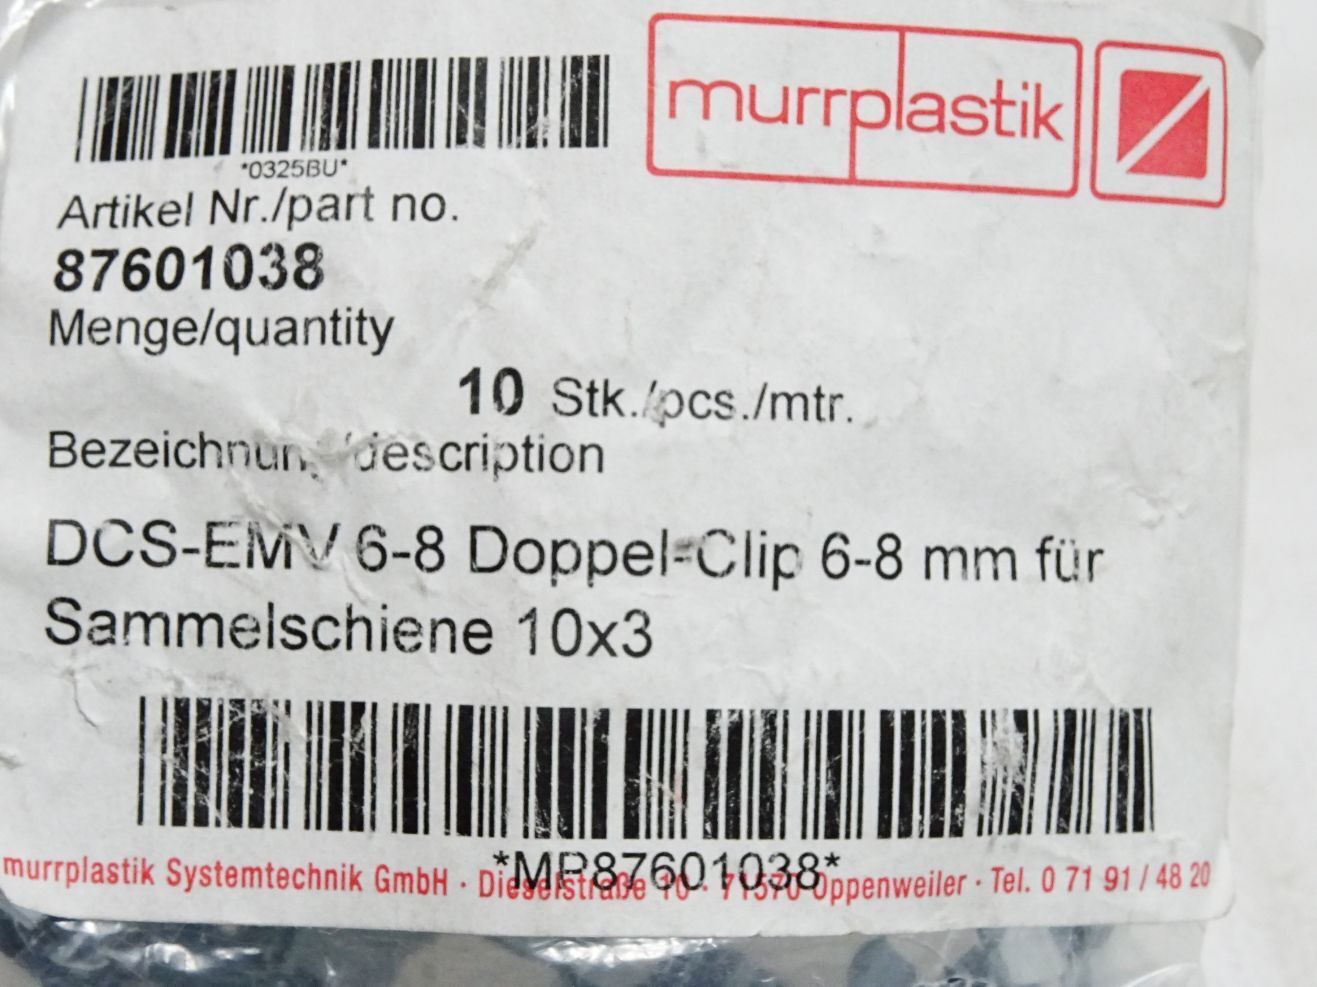 murrplastik
*0325BU*
Artikel Nr./part no.
87601038
Menge/quantity
10 Stk./pcs./mtr.
Bezeichnung/description
DCS-EMV 6-8 Doppel-Clip 6-8 mm für
Sammelschiene 10x3
*MP87601038*
murrplastik Systemtechnik GmbH · Dieselstraße 10 · 71570 Oppenweiler · Tel. 0 71 91 / 48 20